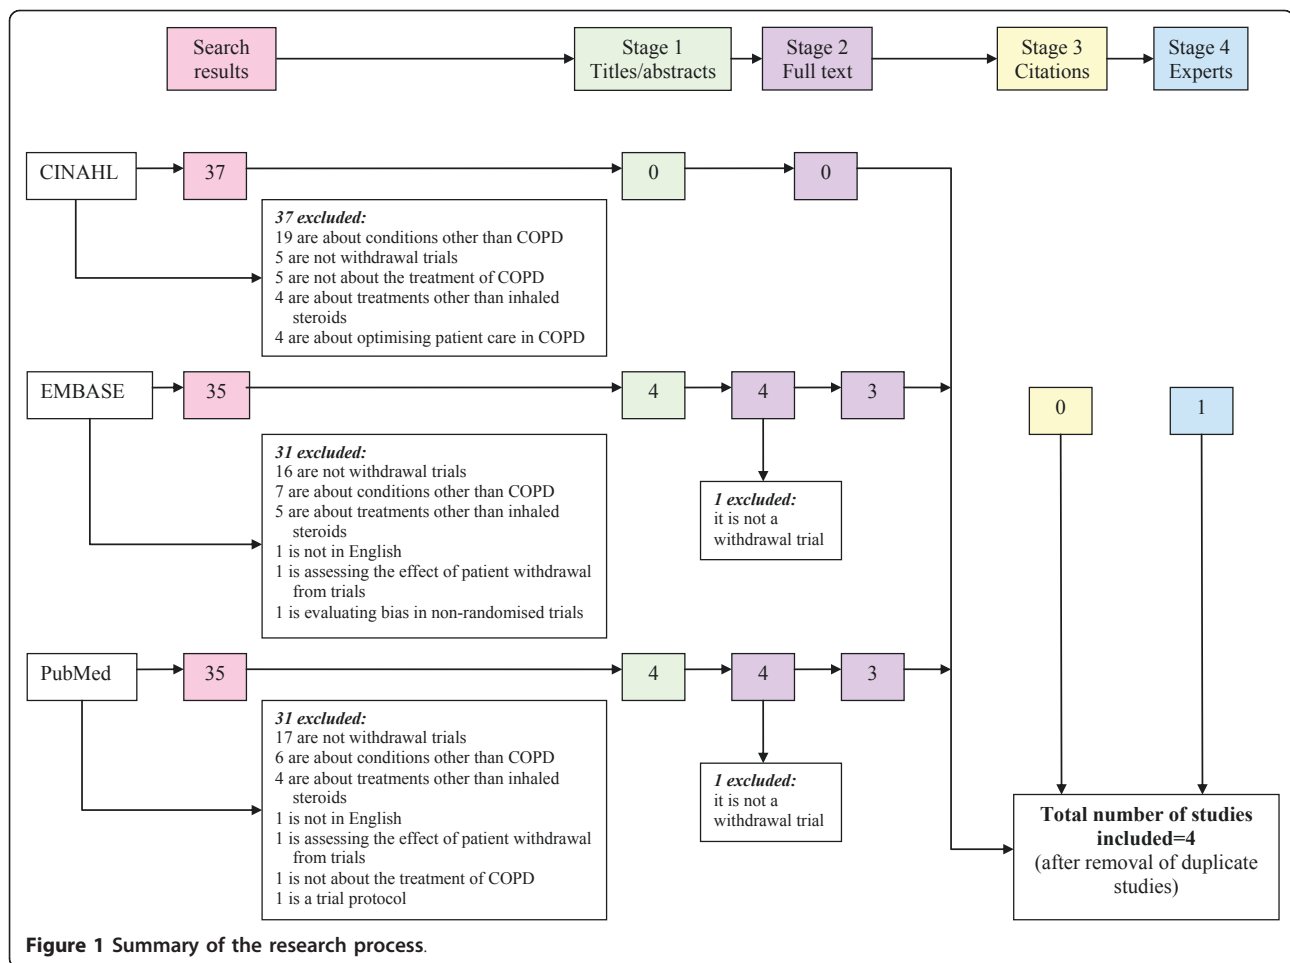 Search
results
Stage 1
Titles/abstracts
Stage 2
Full text
Stage 3
Citations
Stage 4
Experts
CINAHL
37
0
0
37 excluded:
19 are about conditions other than COPD
5 are not withdrawal trials
5 are not about the treatment of COPD
4 are about treatments other than inhaled
steroids
4 are about optimising patient care in COPD
EMBASE
35
4
4
3
0
1
31 excluded:
16 are not withdrawal trials
7 are about conditions other than COPD
5 are about treatments other than inhaled
steroids
1 is not in English
1 is assessing the effect of patient withdrawal
from trials
1 is evaluating bias in non-randomised trials
1 excluded:
it is not a
withdrawal trial
PubMed
35
4
4
3
31 excluded:
17 are not withdrawal trials
6 are about conditions other than COPD
4 are about treatments other than inhaled
steroids
1 is not in English
1 is assessing the effect of patient withdrawal
from trials
1 is not about the treatment of COPD
1 is a trial protocol
1 excluded:
it is not a
withdrawal trial
Total number of studies
included=4
(after removal of duplicate
studies)
Figure 1 Summary of the research process.